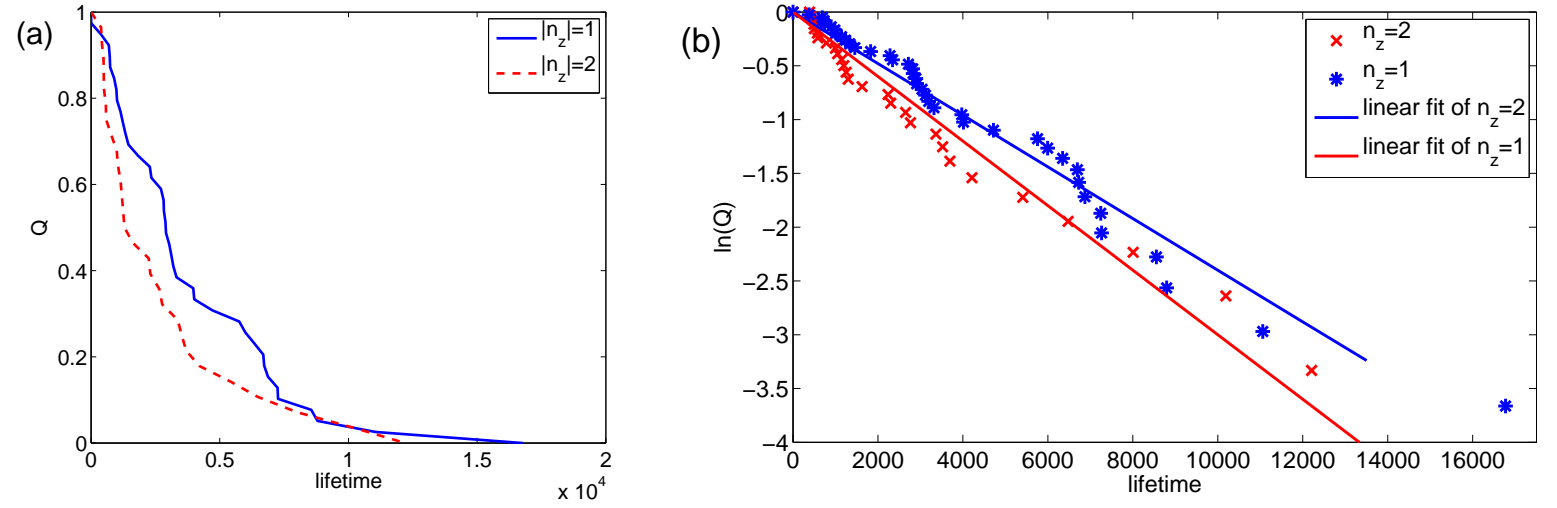 (a)
1
0.8
0.6
0.4
0.2
0
Q
0 0.5 1 1.5 2
lifetime
x 10^4
|n_z|=1
|n_z|=2
(b)
0
−0.5
−1
−1.5
−2
−2.5
−3
−3.5
−4
ln(Q)
0 2000 4000 6000 8000 10000 12000 14000 16000
lifetime
n_z=2
n_z=1
linear fit of n_z=2
linear fit of n_z=1